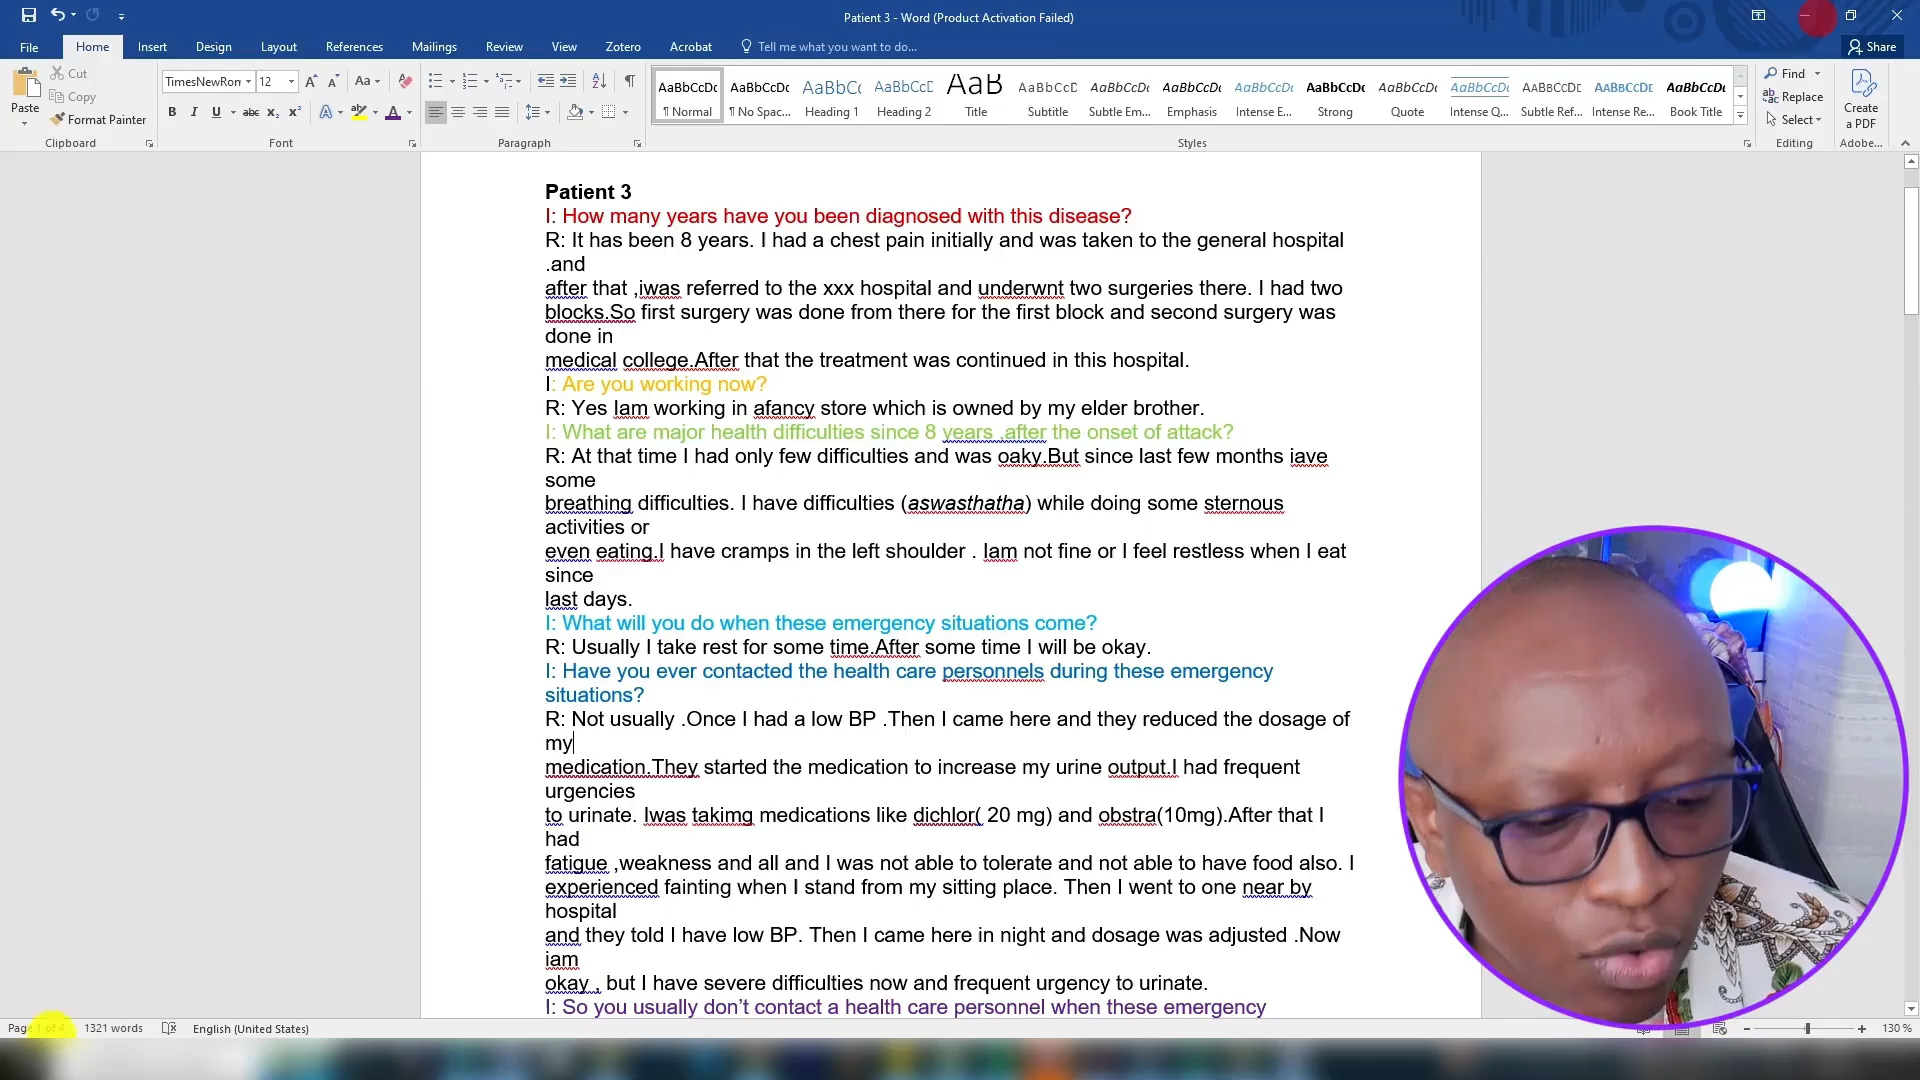 Patient 3 - Word (Product Activation Failed)
File Home Insert Design Layout References Mailings Review View Zotero Acrobat Tell me what you want to do... Share
Paste Cut Copy Format Painter Clipboard
TimesNewRon 12 Font
Paragraph
AaBbCcDc AaBbCcDc AaBbCc AaBbCcD AaB AaBbCcD AaBbCcDc AaBbCcDc AaBbCcDc AaBbCcDc AaBbCcDc AaBbCcDc AABBCCDC AABBCCDE AaBbCcDc
¶ Normal ¶ No Spac... Heading 1 Heading 2 Title Subtitle Subtle Em... Emphasis Intense E... Strong Quote Intense Q... Subtle Ref... Intense Re... Book Title
Styles
Find Replace Select Editing
Create a PDF Adobe...
Patient 3
I: How many years have you been diagnosed with this disease?
R: It has been 8 years. I had a chest pain initially and was taken to the general hospital
.and
after that ,iwas referred to the xxx hospital and underwnt two surgeries there. I had two
blocks.So first surgery was done from there for the first block and second surgery was
done in
medical college.After that the treatment was continued in this hospital.
I: Are you working now?
R: Yes Iam working in afancy store which is owned by my elder brother.
I: What are major health difficulties since 8 years ,after the onset of attack?
R: At that time I had only few difficulties and was oaky.But since last few months iave
some
breathing difficulties. I have difficulties (aswasthatha) while doing some sternous
activities or
even eating.I have cramps in the left shoulder . Iam not fine or I feel restless when I eat
since
last days.
I: What will you do when these emergency situations come?
R: Usually I take rest for some time.After some time I will be okay.
I: Have you ever contacted the health care personnels during these emergency
situations?
R: Not usually .Once I had a low BP .Then I came here and they reduced the dosage of
my
medication.They started the medication to increase my urine output.I had frequent
urgencies
to urinate. Iwas takimg medications like dichlor( 20 mg) and obstra(10mg).After that I
had
fatigue ,weakness and all and I was not able to tolerate and not able to have food also. I
experienced fainting when I stand from my sitting place. Then I went to one near by
hospital
and they told I have low BP. Then I came here in night and dosage was adjusted .Now
iam
okay , but I have severe difficulties now and frequent urgency to urinate.
I: So you usually don’t contact a health care personnel when these emergency
Page 1 of 4 1321 words English (United States) 130 %